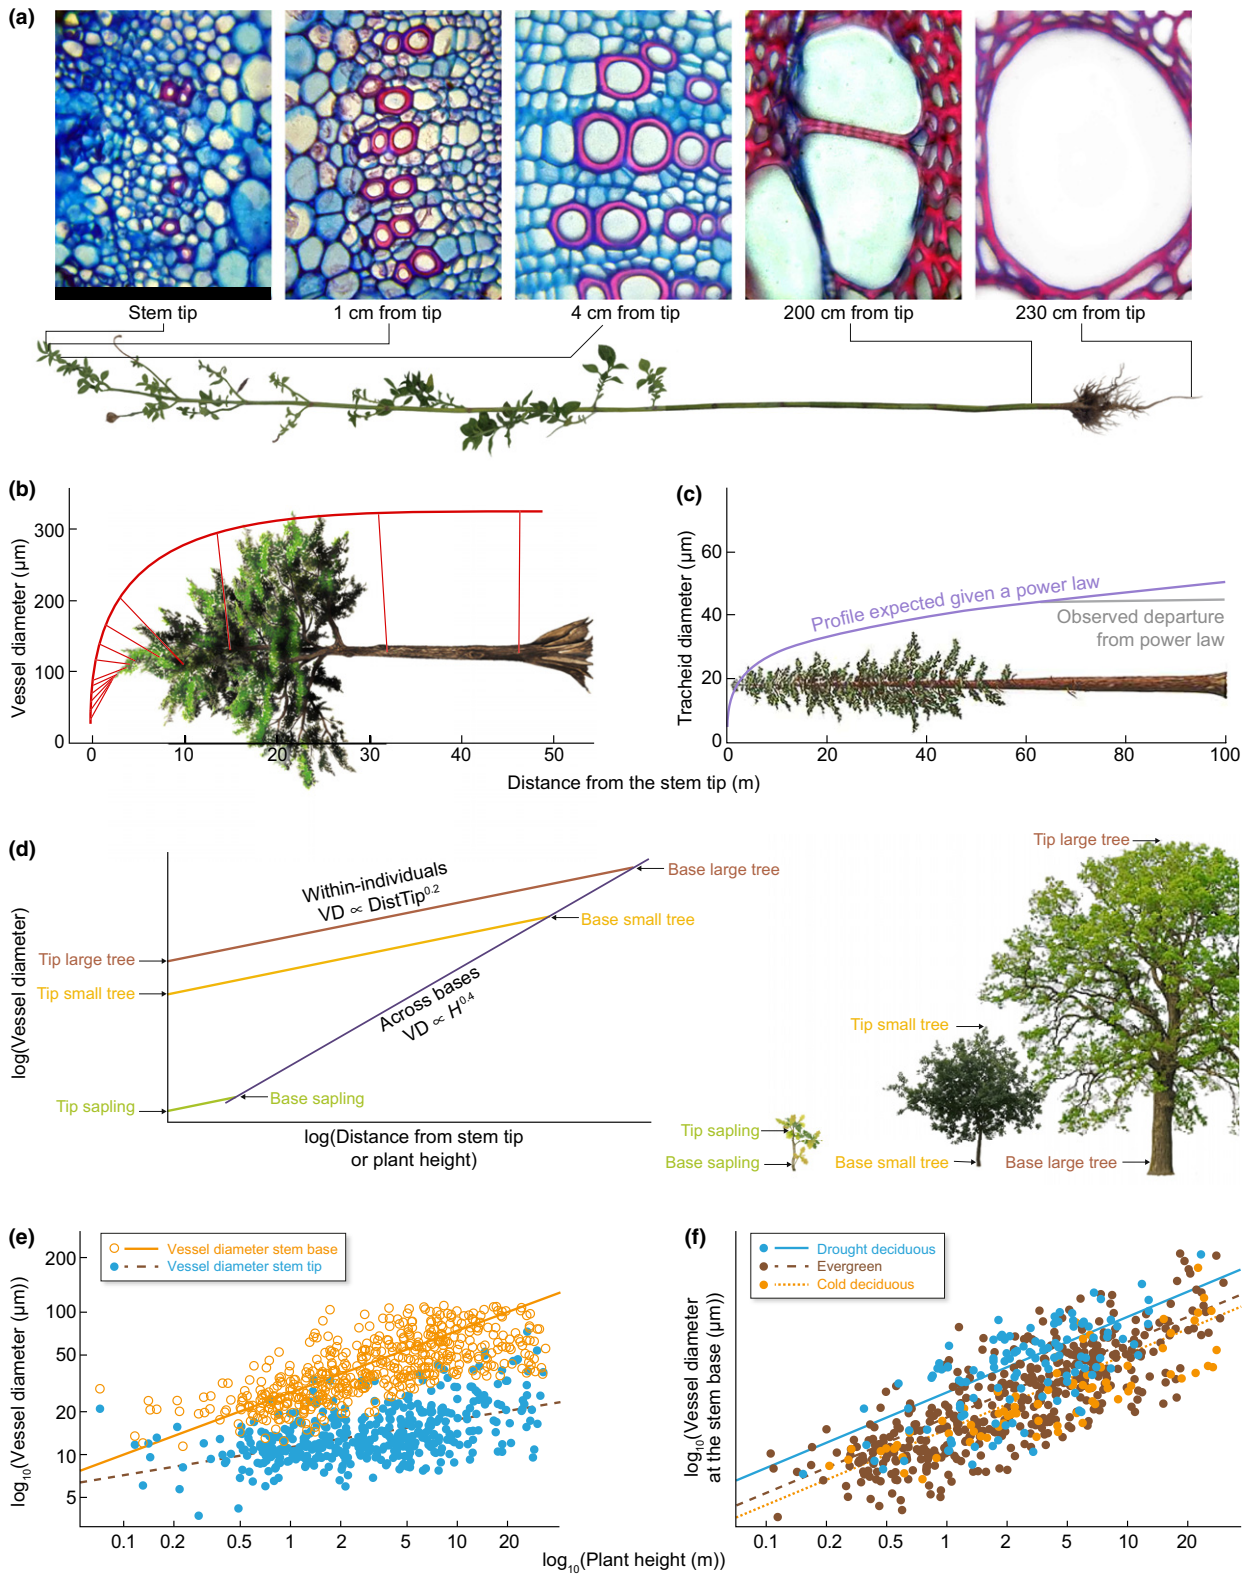 (a)
Stem tip
1 cm from tip
4 cm from tip
200 cm from tip
230 cm from tip
(b)
Vessel diameter (µm)
300
200
100
0
0 10 20 30 40 50
(c)
Tracheid diameter (µm)
60
40
20
0
0 20 40 60 80 100
Profile expected given a power law
Observed departure
from power law
Distance from the stem tip (m)
(d)
log(Vessel diameter)
Within-individuals
VD ∝ DistTip^0.2
Across bases
VD ∝ H^0.4
Tip large tree
Tip small tree
Tip sapling
Base large tree
Base small tree
Base sapling
log(Distance from stem tip
or plant height)
Tip large tree
Tip small tree
Tip sapling
Base sapling
Base small tree
Base large tree
(e)
log10(Vessel diameter (µm))
200
100
50
20
10
5
Vessel diameter stem base
Vessel diameter stem tip
0.1 0.2 0.5 1 2 5 10 20
(f)
log10(Vessel diameter
at the stem base (µm))
Drought deciduous
Evergreen
Cold deciduous
0.1 0.2 0.5 1 2 5 10 20
log10(Plant height (m))